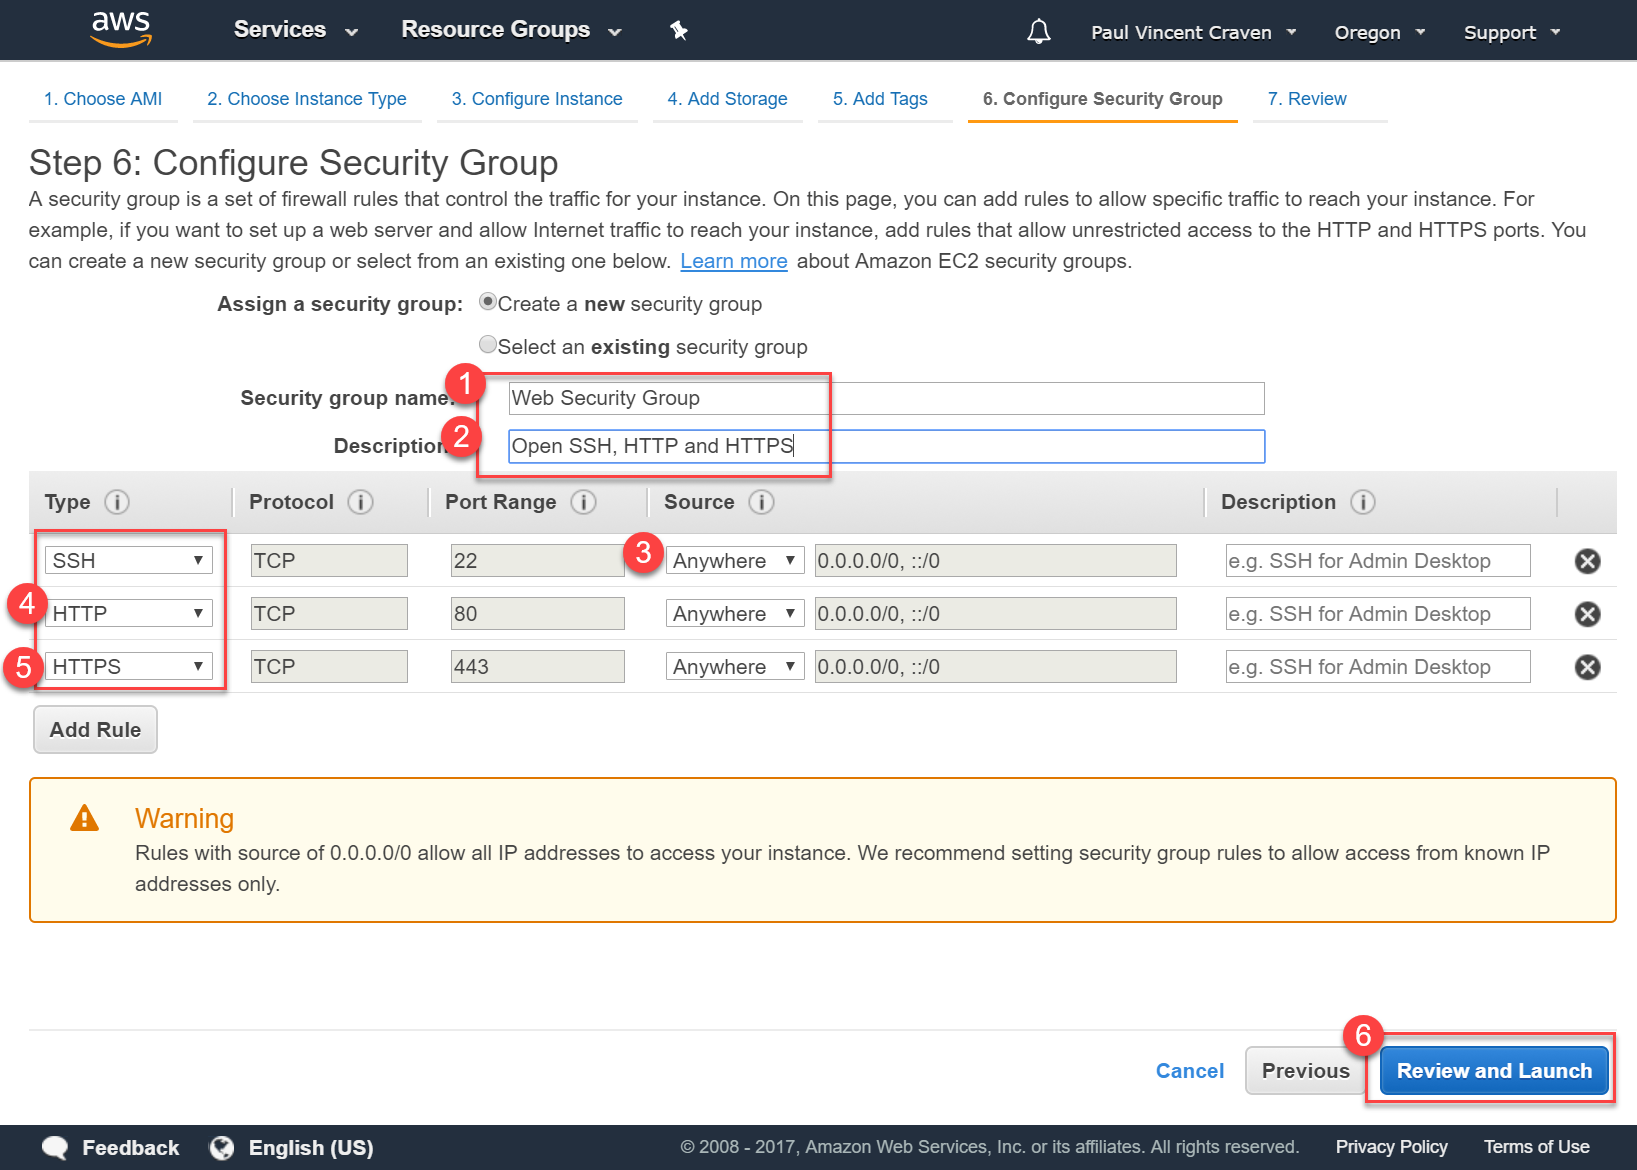 aws Services Resource Groups Paul Vincent Craven Oregon Support
1. Choose AMI 2. Choose Instance Type 3. Configure Instance 4. Add Storage 5. Add Tags 6. Configure Security Group 7. Review
Step 6: Configure Security Group
A security group is a set of firewall rules that control the traffic for your instance. On this page, you can add rules to allow specific traffic to reach your instance. For
example, if you want to set up a web server and allow Internet traffic to reach your instance, add rules that allow unrestricted access to the HTTP and HTTPS ports. You
can create a new security group or select from an existing one below. Learn more about Amazon EC2 security groups.
Assign a security group: Create a new security group
Select an existing security group
Security group name: 1 Web Security Group
Description 2 Open SSH, HTTP and HTTPS
Type i Protocol i Port Range i Source i Description i
SSH TCP 22 3 Anywhere 0.0.0.0/0, ::/0 e.g. SSH for Admin Desktop
4 HTTP TCP 80 Anywhere 0.0.0.0/0, ::/0 e.g. SSH for Admin Desktop
5 HTTPS TCP 443 Anywhere 0.0.0.0/0, ::/0 e.g. SSH for Admin Desktop
Add Rule
Warning
Rules with source of 0.0.0.0/0 allow all IP addresses to access your instance. We recommend setting security group rules to allow access from known IP
addresses only.
6
Cancel Previous Review and Launch
Feedback English (US) © 2008 - 2017, Amazon Web Services, Inc. or its affiliates. All rights reserved. Privacy Policy Terms of Use